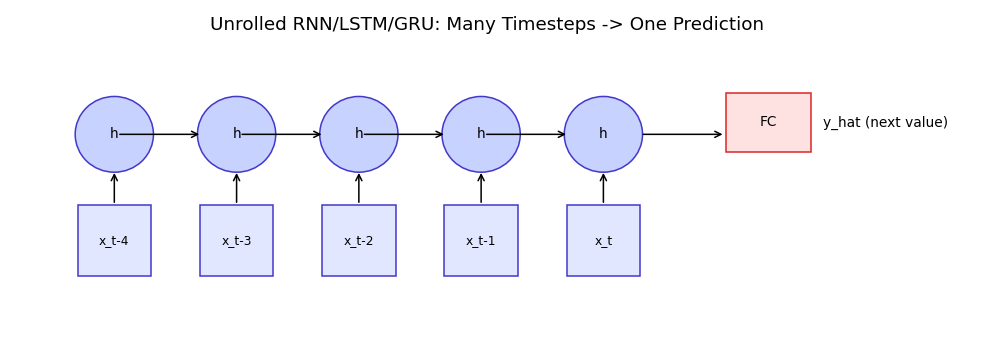 Unrolled RNN/LSTM/GRU: Many Timesteps -> One Prediction
h h h h h FC y_hat (next value)
x_t-4 x_t-3 x_t-2 x_t-1 x_t